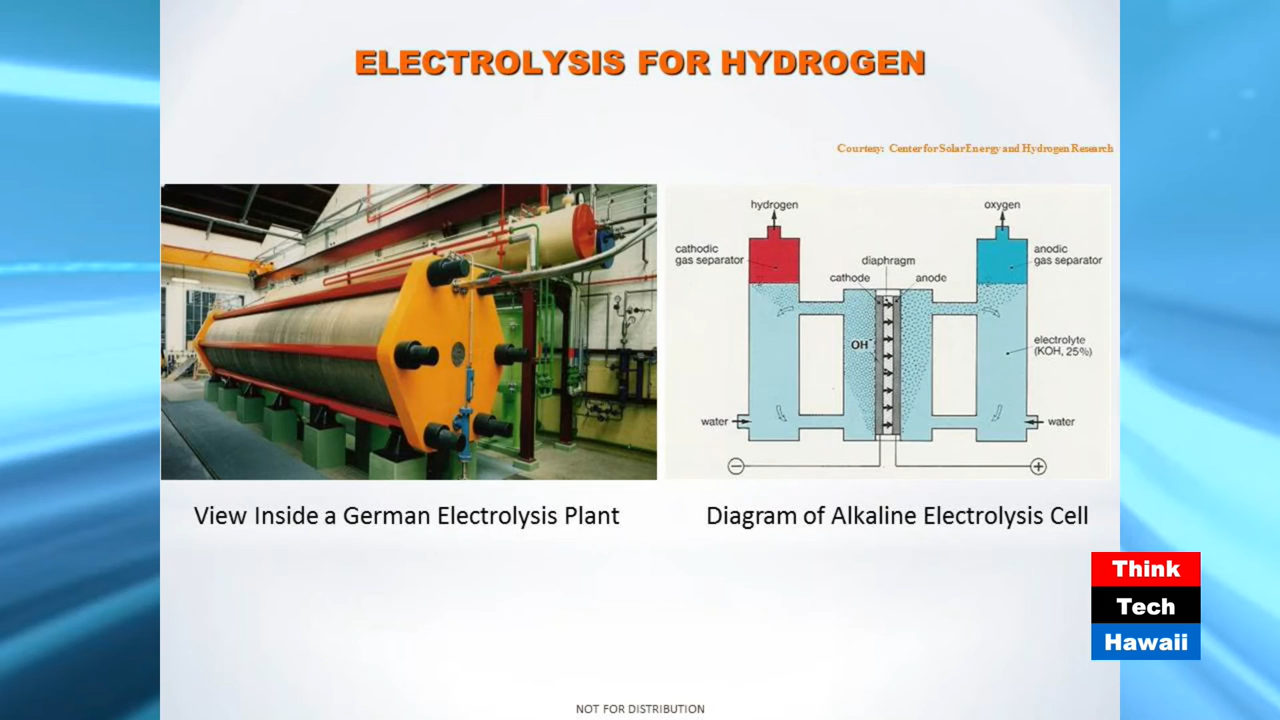 ELECTROLYSIS FOR HYDROGEN
Courtesy: Center for Solar Energy and Hydrogen Research
hydrogen
oxygen
cathodic
gas separator
anodic
gas separator
diaphragm
cathode
anode
OH⁻
electrolyte
(KOH, 25%)
water
water
−
+
View Inside a German Electrolysis Plant
Diagram of Alkaline Electrolysis Cell
Think
Tech
Hawaii
NOT FOR DISTRIBUTION